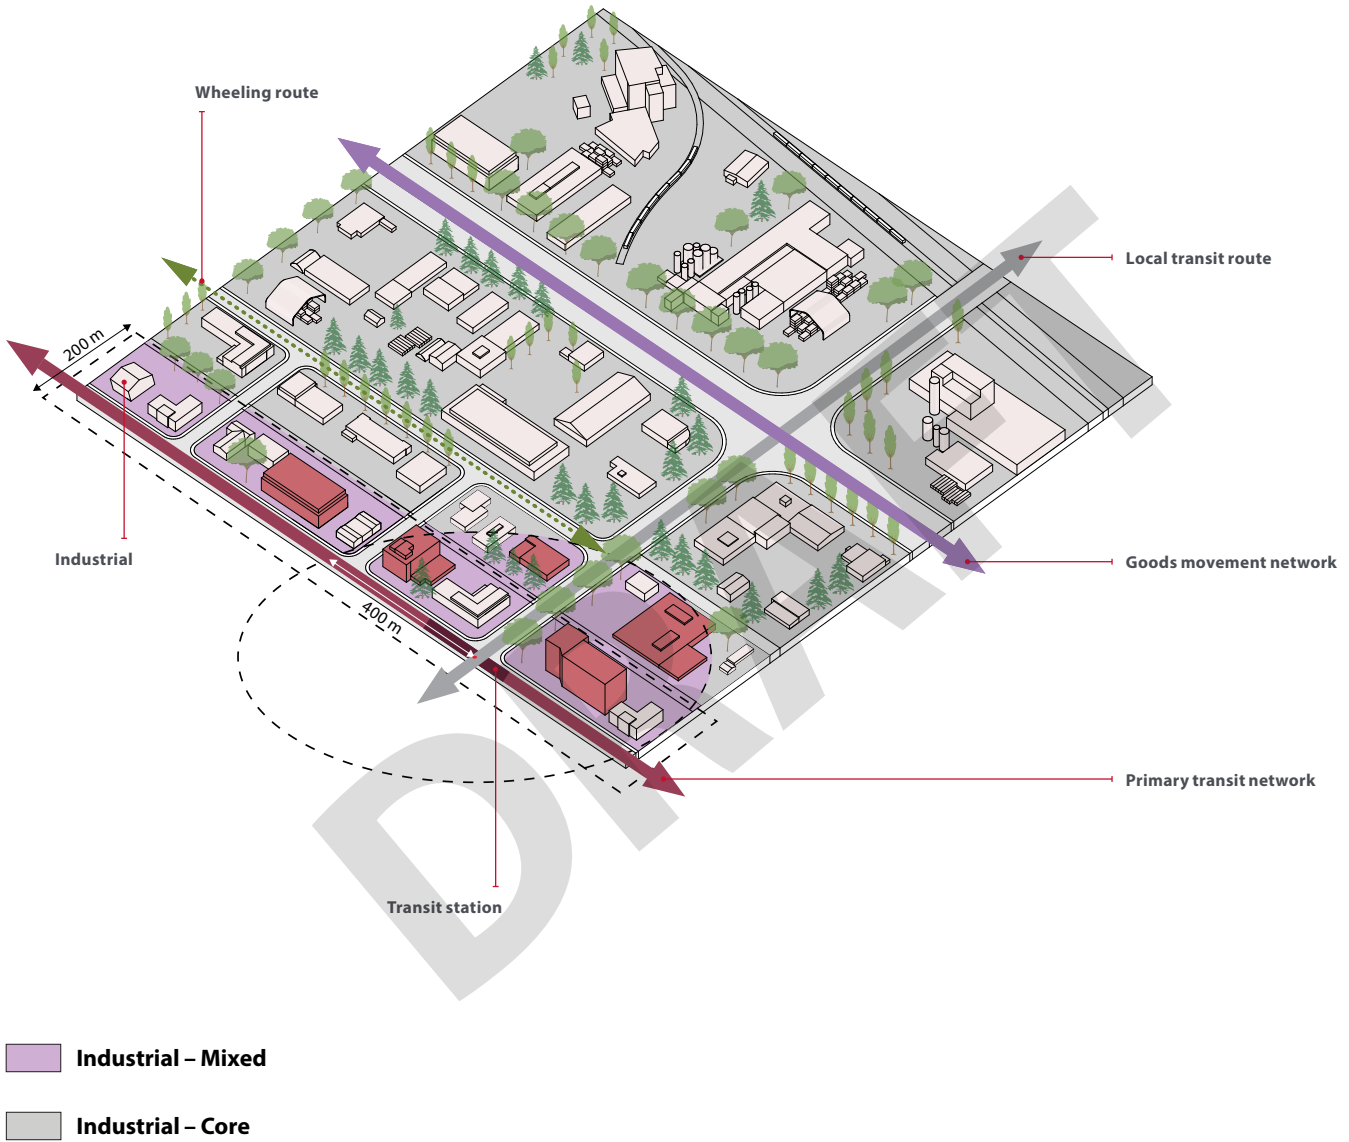 Wheeling route
Local transit route
200 m
Industrial
Goods movement network
400 m
Primary transit network
Transit station
DRAFT
Industrial – Mixed
Industrial – Core